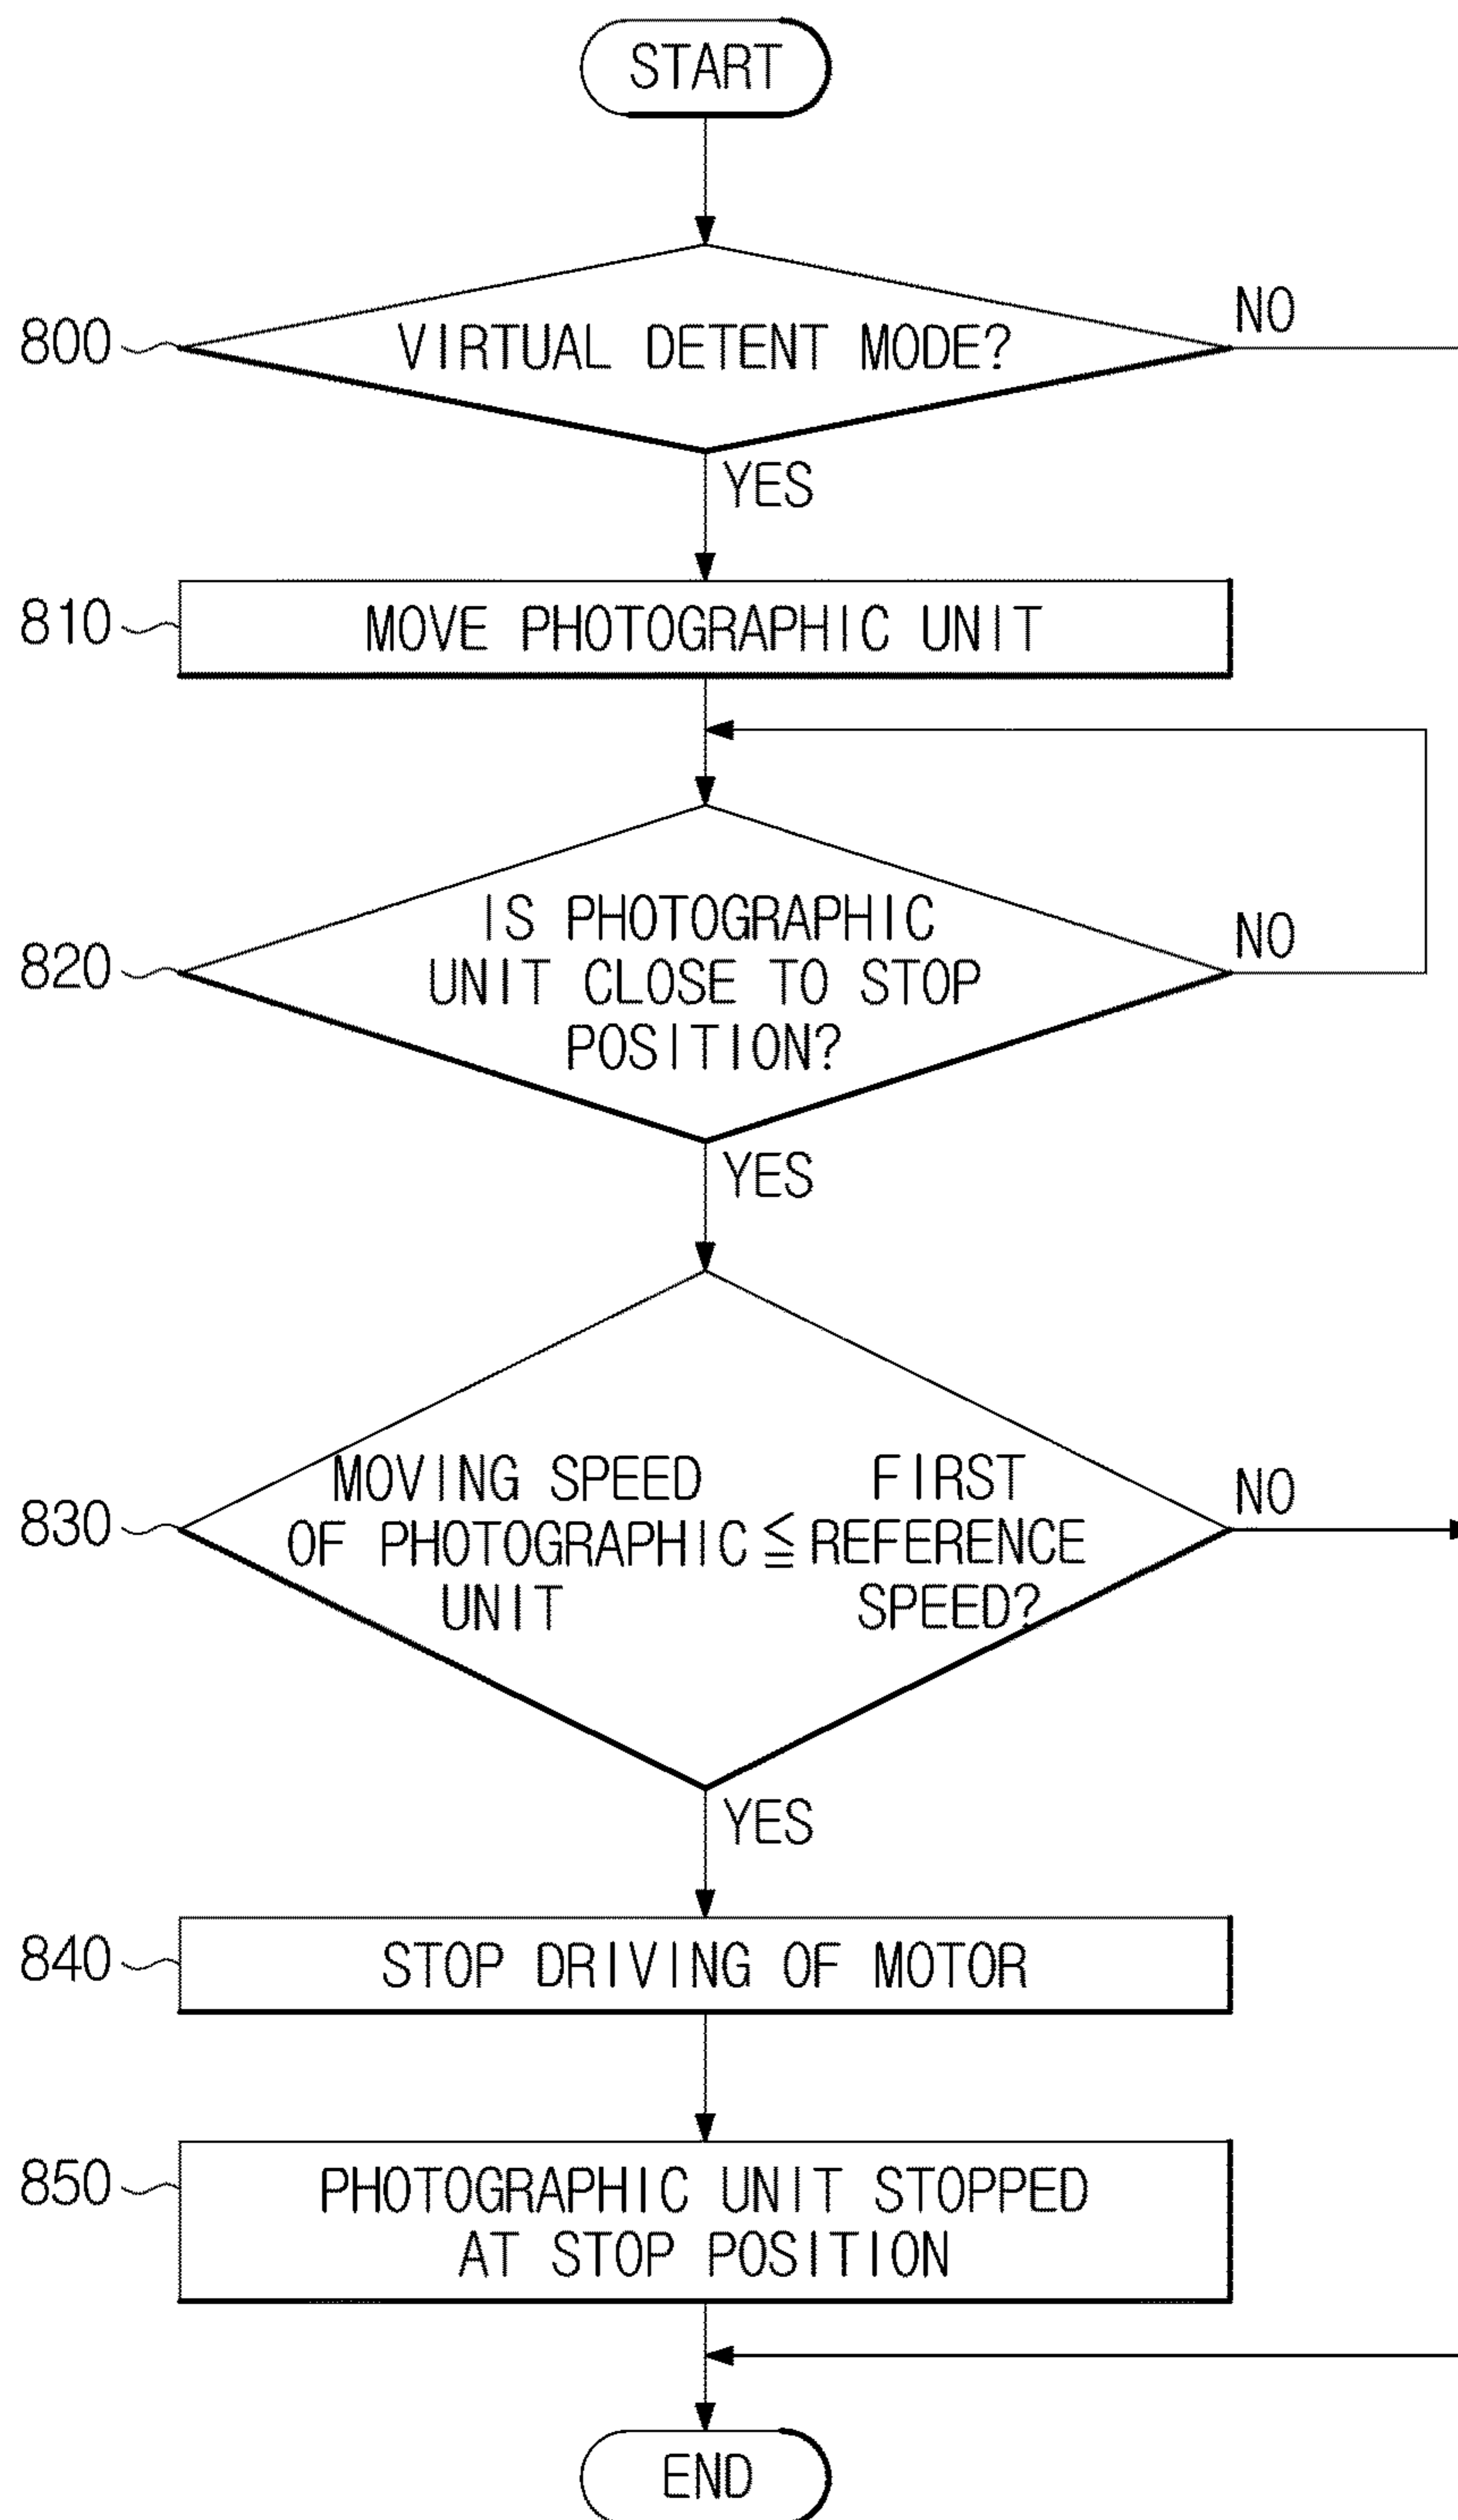 START
800
VIRTUAL DETENT MODE?
NO
YES
810
MOVE PHOTOGRAPHIC UNIT
820
IS PHOTOGRAPHIC
UNIT CLOSE TO STOP
POSITION?
NO
YES
830
MOVING SPEED FIRST
OF PHOTOGRAPHIC ≦ REFERENCE
UNIT SPEED?
NO
YES
840
STOP DRIVING OF MOTOR
850
PHOTOGRAPHIC UNIT STOPPED
AT STOP POSITION
END